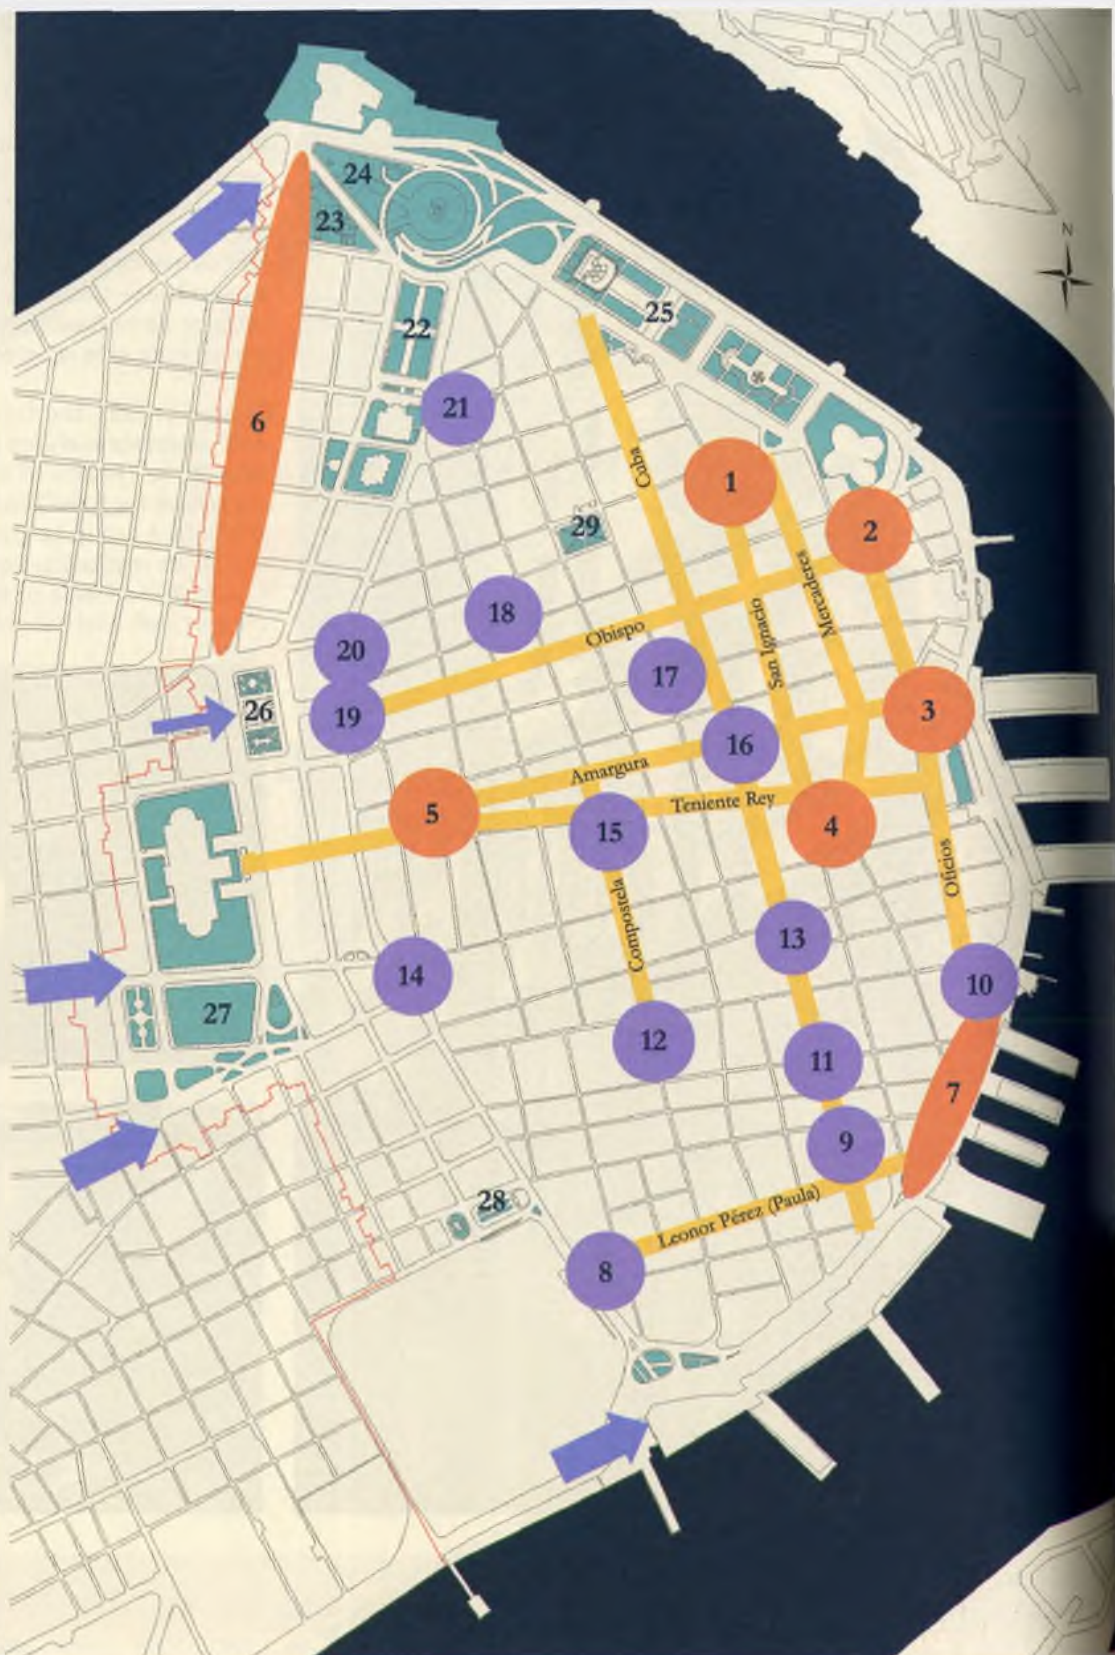 24
23
N
25
22
6
21
Cuba
1
29
2
Mercaderes
18
San Ignacio
Obispo
20
17
26
19
3
16
Amargura
5
Teniente Rey
4
15
Oficios
Compostela
13
14
10
27
12
11
7
9
28
Leonor Pérez (Paula)
8